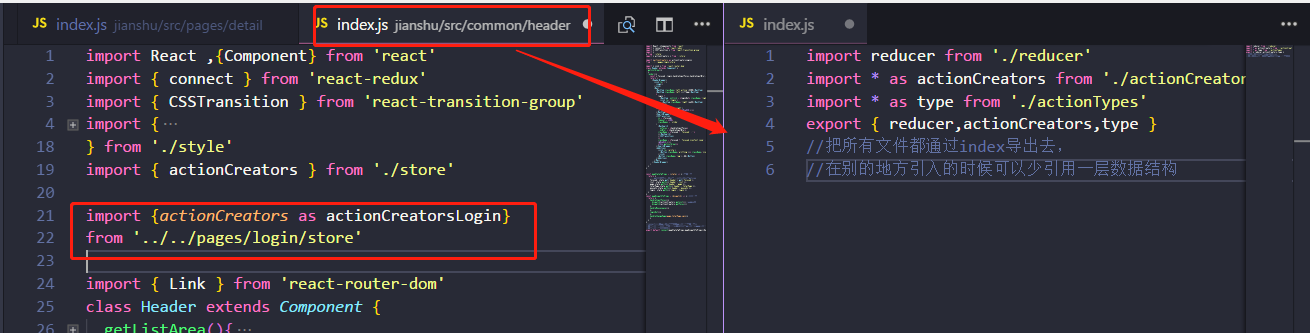 JS index.js jianshu/src/pages/detail
JS index.js jianshu/src/common/header
1 import React ,{Component} from 'react'
2 import { connect } from 'react-redux'
3 import { CSSTransition } from 'react-transition-group'
4 import {...
18 } from './style'
19 import { actionCreators } from './store'
20
21 import {actionCreators as actionCreatorsLogin}
22 from '../../pages/login/store'
23
24 import { Link } from 'react-router-dom'
25 class Header extends Component {
26 getListArea(){...
JS index.js
1 import reducer from './reducer
2 import * as actionCreators from './actionCreator
3 import * as type from './actionTypes'
4 export { reducer,actionCreators,type }
5 //把所有文件都通过index导出去,
6 //在别的地方引入的时候可以少引用一层数据结构